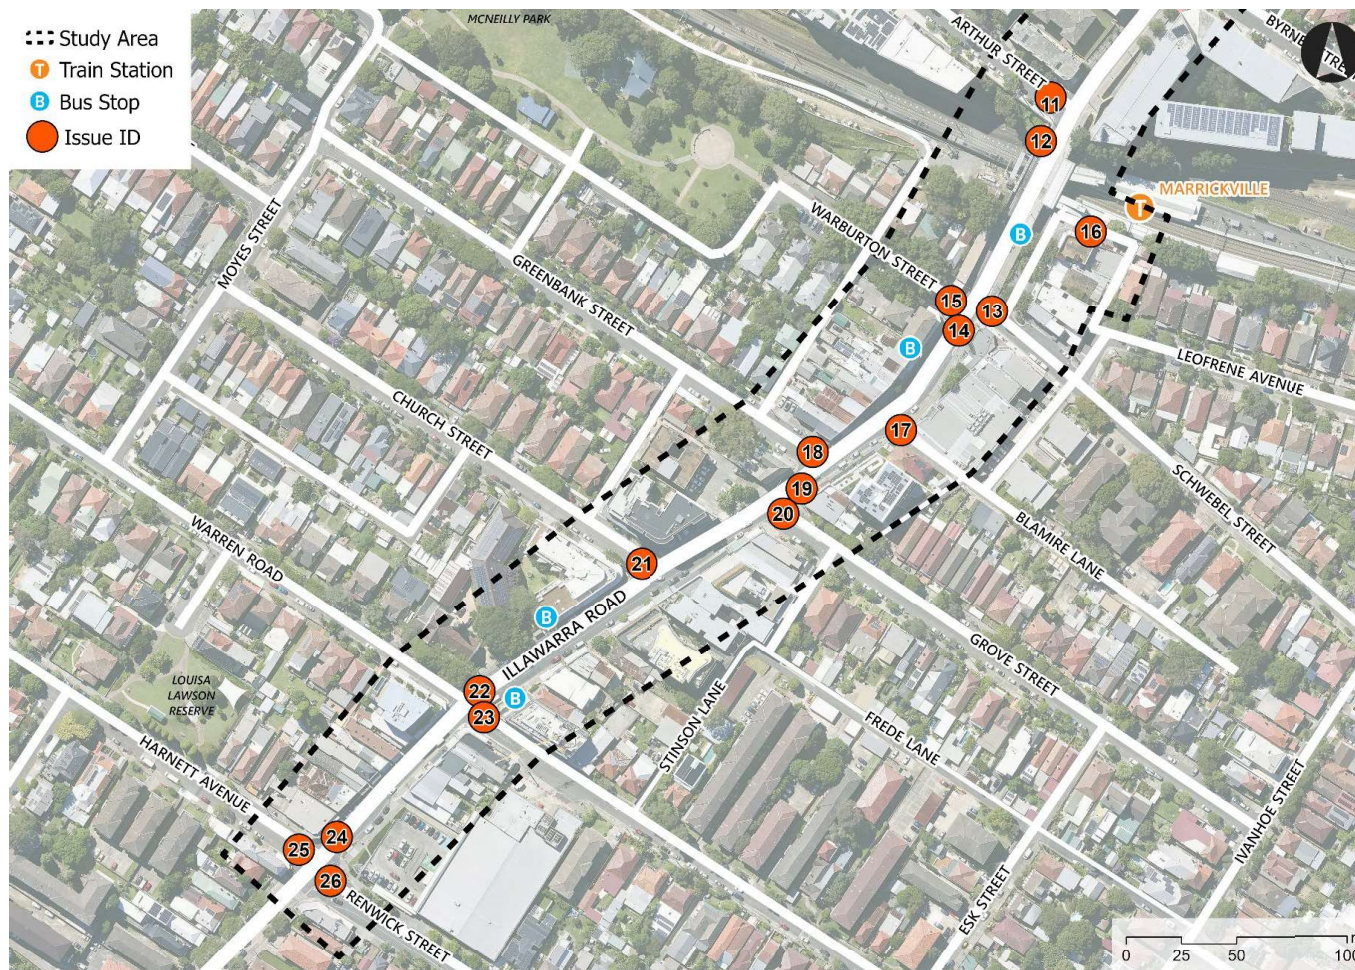 MCNEILLY PARK
Study Area
T Train Station
B Bus Stop
Issue ID
ARTHUR STREET
11
12
MARRICKVILLE
T
B
16
MOYES STREET
GREENBANK STREET
WARBURTON STREET
15
13
14
B
LEOFRENE AVENUE
CHURCH STREET
17
18
19
20
SCHWEBEL STREET
BLAMIRE LANE
WARREN ROAD
21
B
ILLAWARRA ROAD
GROVE STREET
LOUISA
LAWSON
RESERVE
22
B
23
STINSON LANE
FREDE LANE
HARNETT AVENUE
IVANHOE STREET
24
25
26
RENWICK STREET
ESK STREET
0 25 50 100